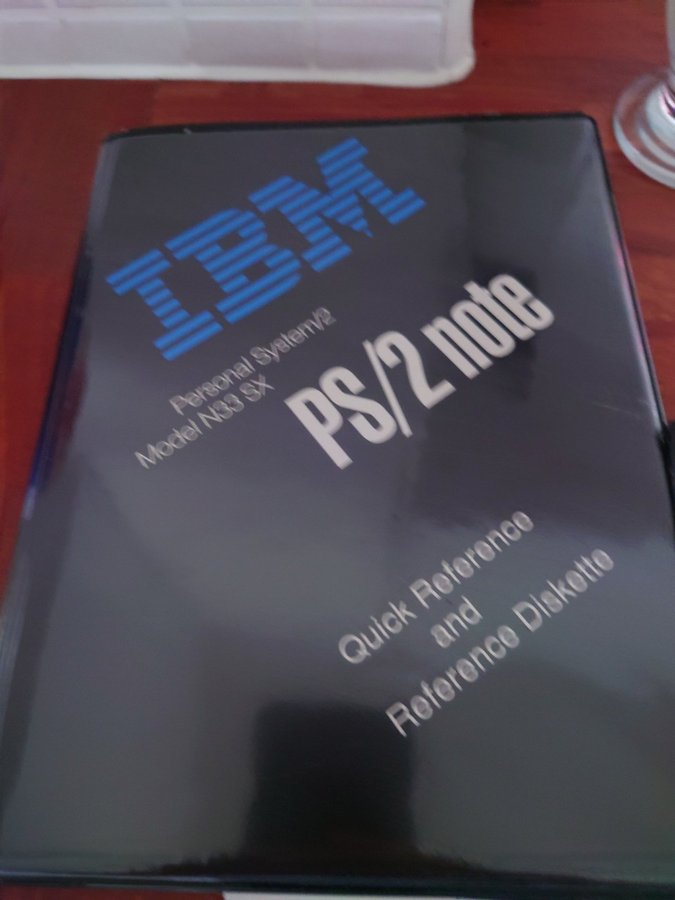 IBM
Personal System/2
Model N33 SX
PS/2 note
Quick Reference
and
Reference Diskette